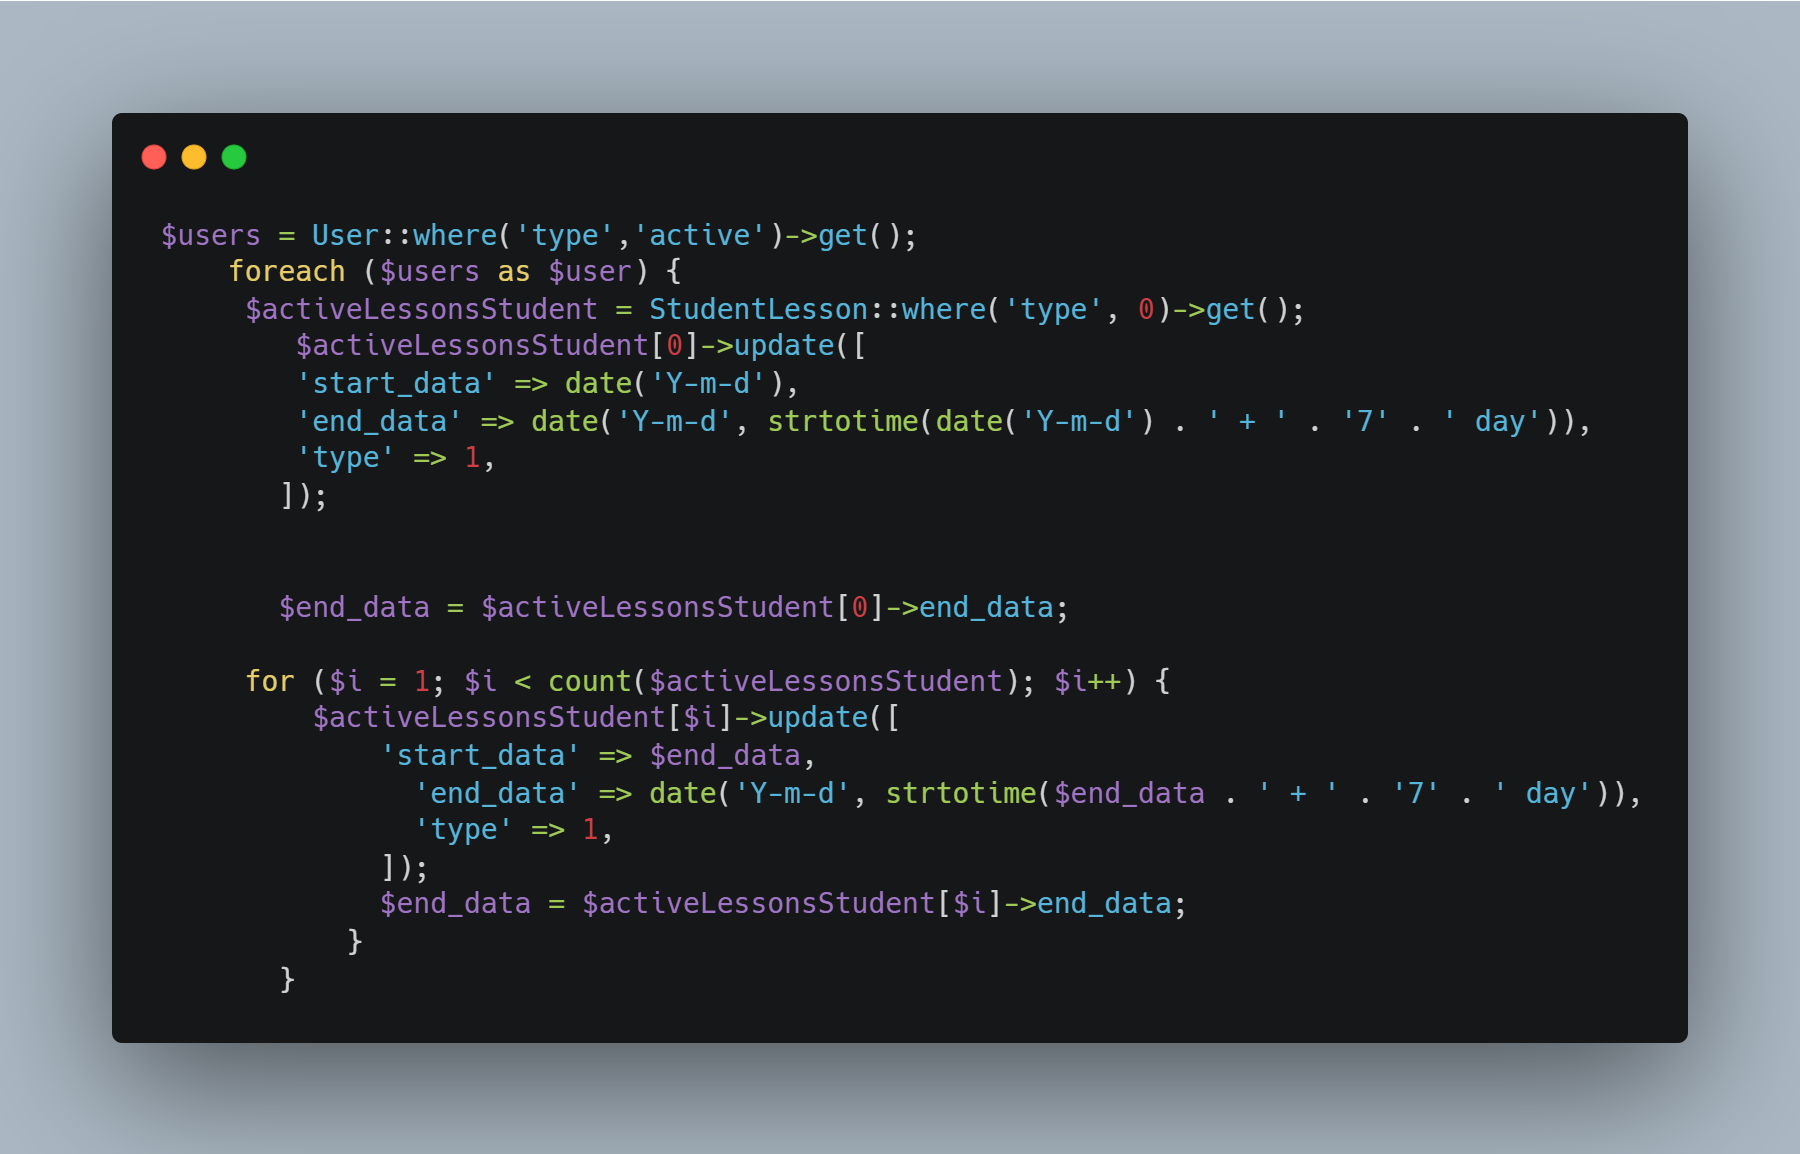 $users = User::where('type','active')->get();
foreach ($users as $user) {
$activeLessonsStudent = StudentLesson::where('type', 0)->get();
$activeLessonsStudent[0]->update([
'start_data' => date('Y-m-d'),
'end_data' => date('Y-m-d', strtotime(date('Y-m-d') . ' + ' . '7' . ' day')),
'type' => 1,
]);
$end_data = $activeLessonsStudent[0]->end_data;
for ($i = 1; $i < count($activeLessonsStudent); $i++) {
$activeLessonsStudent[$i]->update([
'start_data' => $end_data,
'end_data' => date('Y-m-d', strtotime($end_data . ' + ' . '7' . ' day')),
'type' => 1,
]);
$end_data = $activeLessonsStudent[$i]->end_data;
}
}